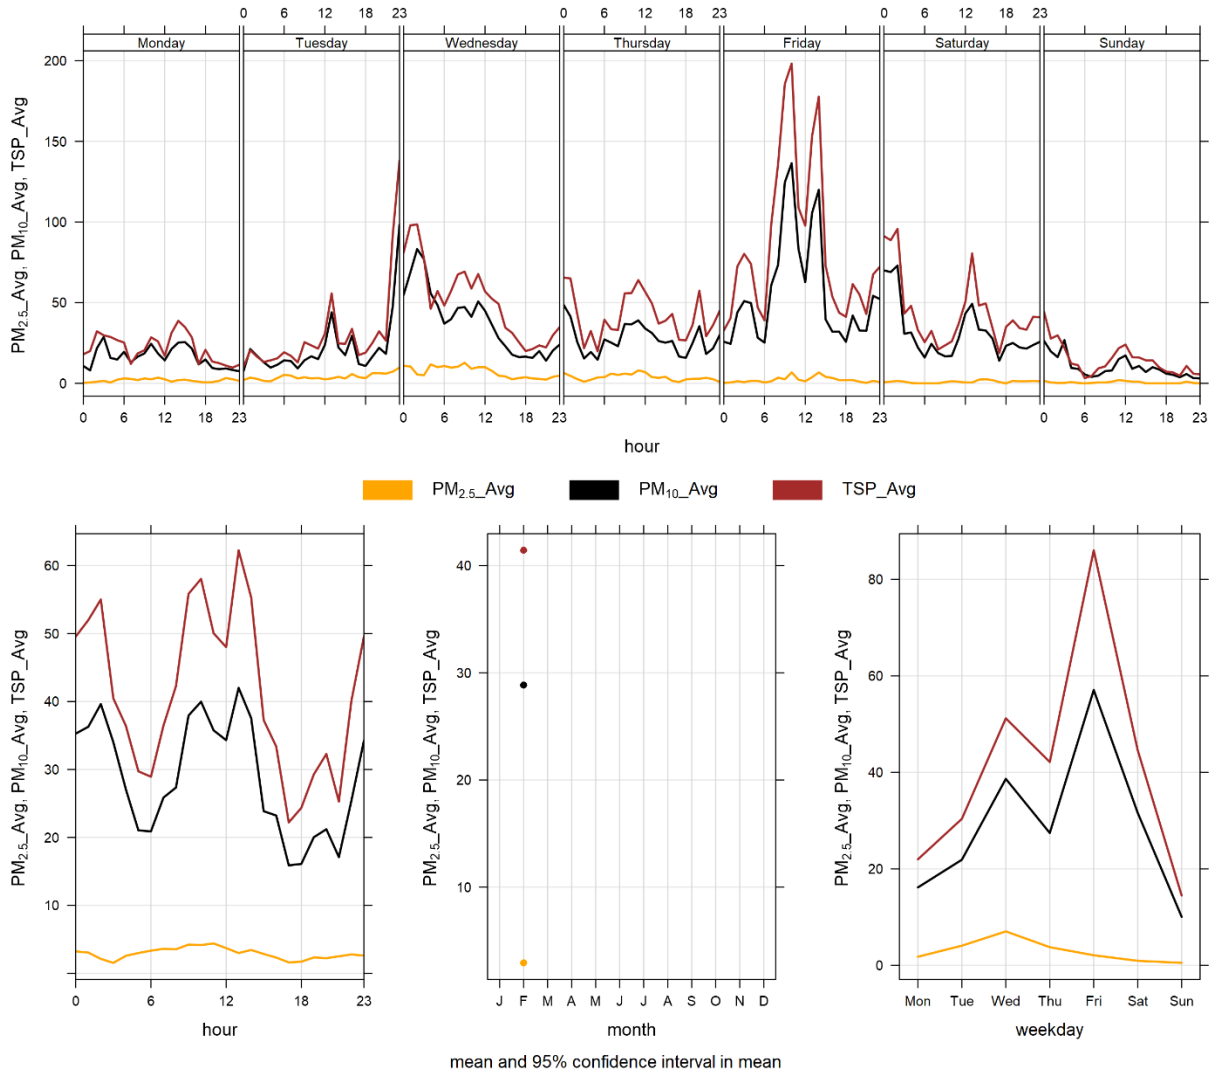 0 6 12 18 23 0 6 12 18 23 0 6 12 18 23
Monday Tuesday Wednesday Thursday Friday Saturday Sunday
200
150
100
50
0
PM2.5_Avg, PM10_Avg, TSP_Avg
0 6 12 18 23 0 6 12 18 23 0 6 12 18 23 0 6 12 18 23
hour
PM2.5_Avg PM10_Avg TSP_Avg
60
50
40
30
20
10
PM2.5_Avg, PM10_Avg, TSP_Avg
0 6 12 18 23
hour
40
30
20
10
PM2.5_Avg, PM10_Avg, TSP_Avg
J F M A M J J A S O N D
month
80
60
40
20
0
PM2.5_Avg, PM10_Avg, TSP_Avg
Mon Tue Wed Thu Fri Sat Sun
weekday
mean and 95% confidence interval in mean